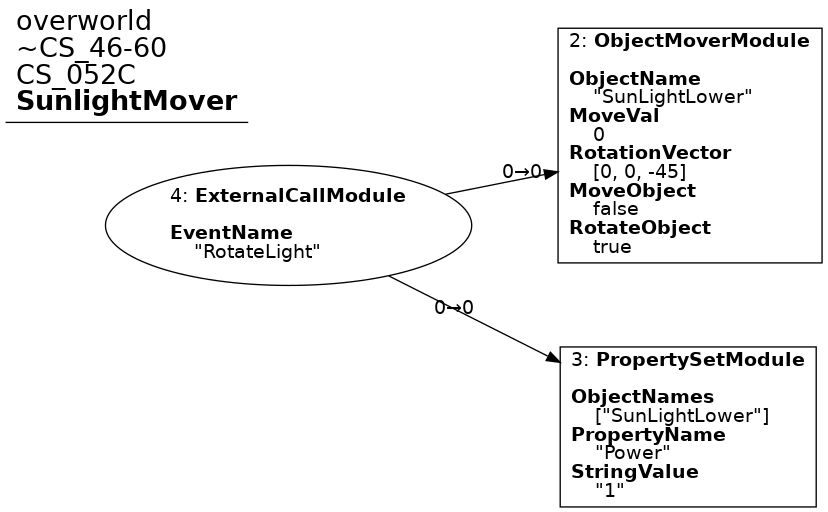 overworld
~CS_46-60
CS_052C
SunlightMover
4: ExternalCallModule
EventName
"RotateLight"
0→0
0→0
2: ObjectMoverModule
ObjectName
"SunLightLower"
MoveVal
0
RotationVector
[0, 0, -45]
MoveObject
false
RotateObject
true
3: PropertySetModule
ObjectNames
["SunLightLower"]
PropertyName
"Power"
StringValue
"1"